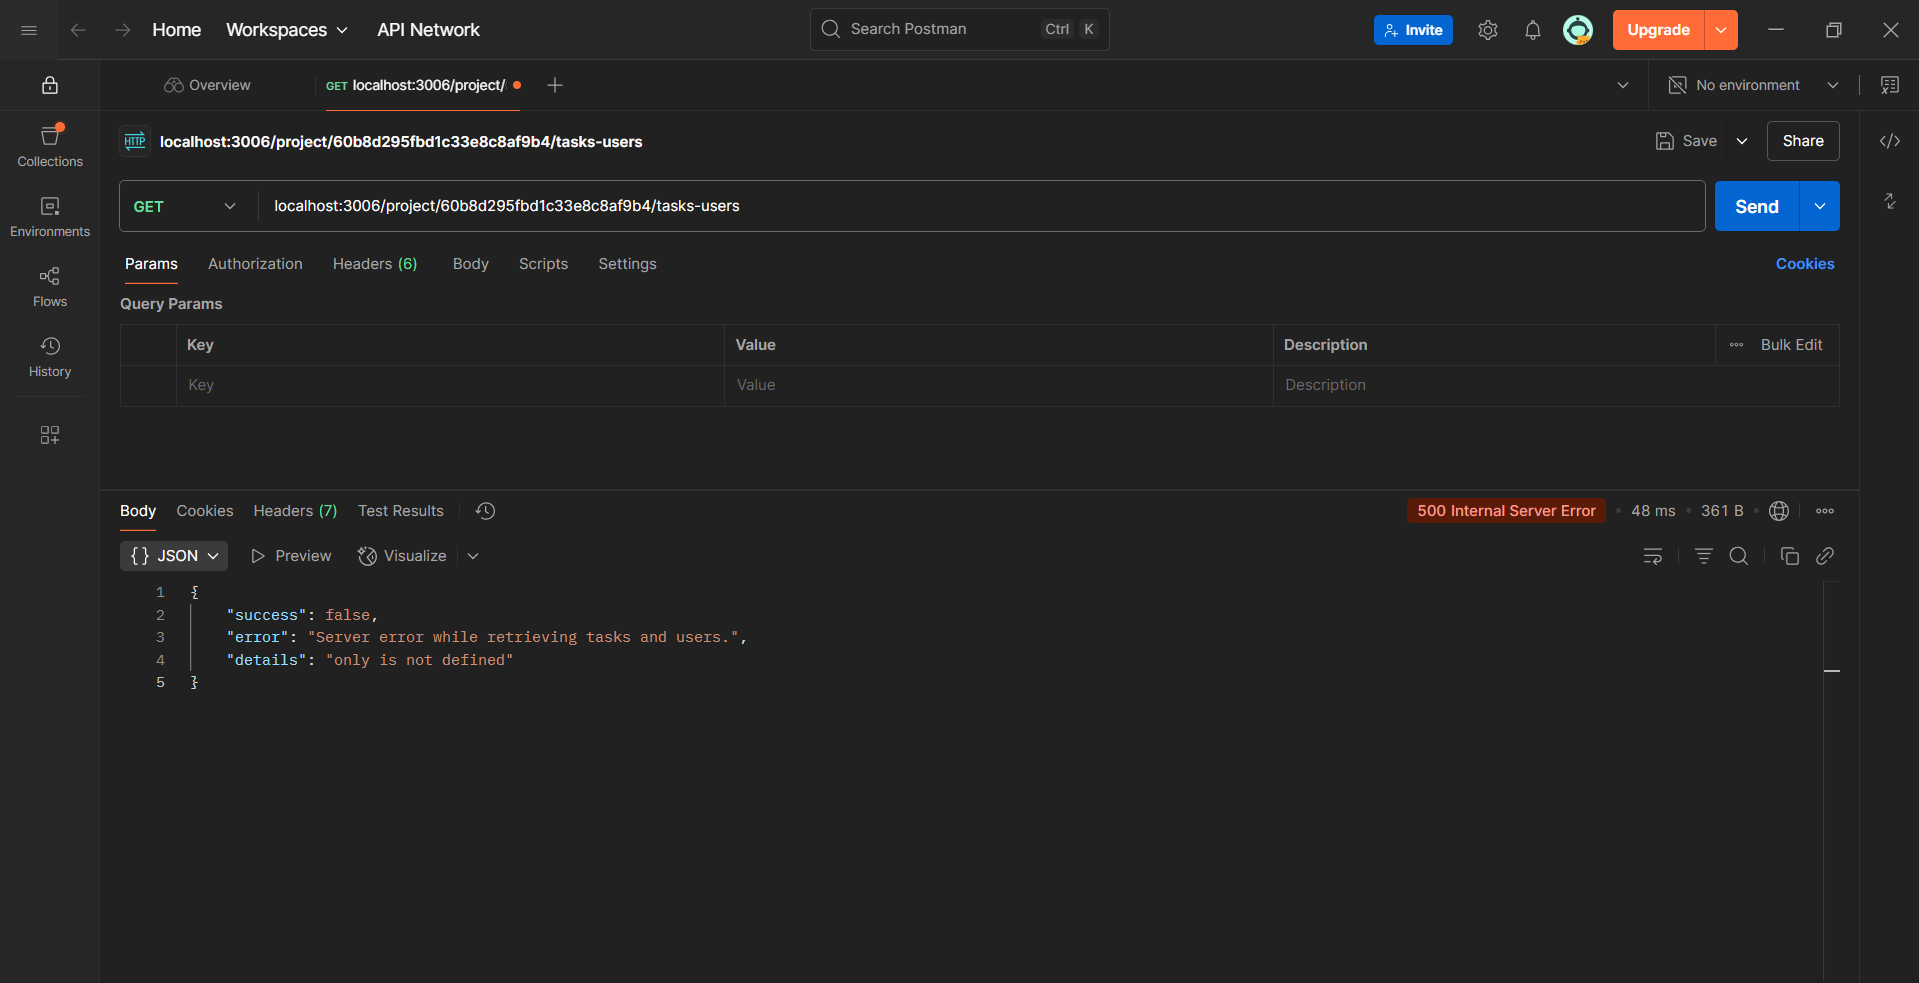 Home
Workspaces
API Network
Search Postman
Ctrl K
Invite
Upgrade
Overview
GET localhost:3006/project/
No environment
HTTP
localhost:3006/project/60b8d295fbd1c33e8c8af9b4/tasks-users
Save
Share
Collections
Environments
Flows
History
GET
localhost:3006/project/60b8d295fbd1c33e8c8af9b4/tasks-users
Send
Params
Authorization
Headers (6)
Body
Scripts
Settings
Cookies
Query Params
Key
Value
Description
Bulk Edit
Key
Value
Description
Body
Cookies
Headers (7)
Test Results
500 Internal Server Error
48 ms
361 B
{} JSON
Preview
Visualize
1 {
2 "success": false,
3 "error": "Server error while retrieving tasks and users.",
4 "details": "only is not defined"
5 }